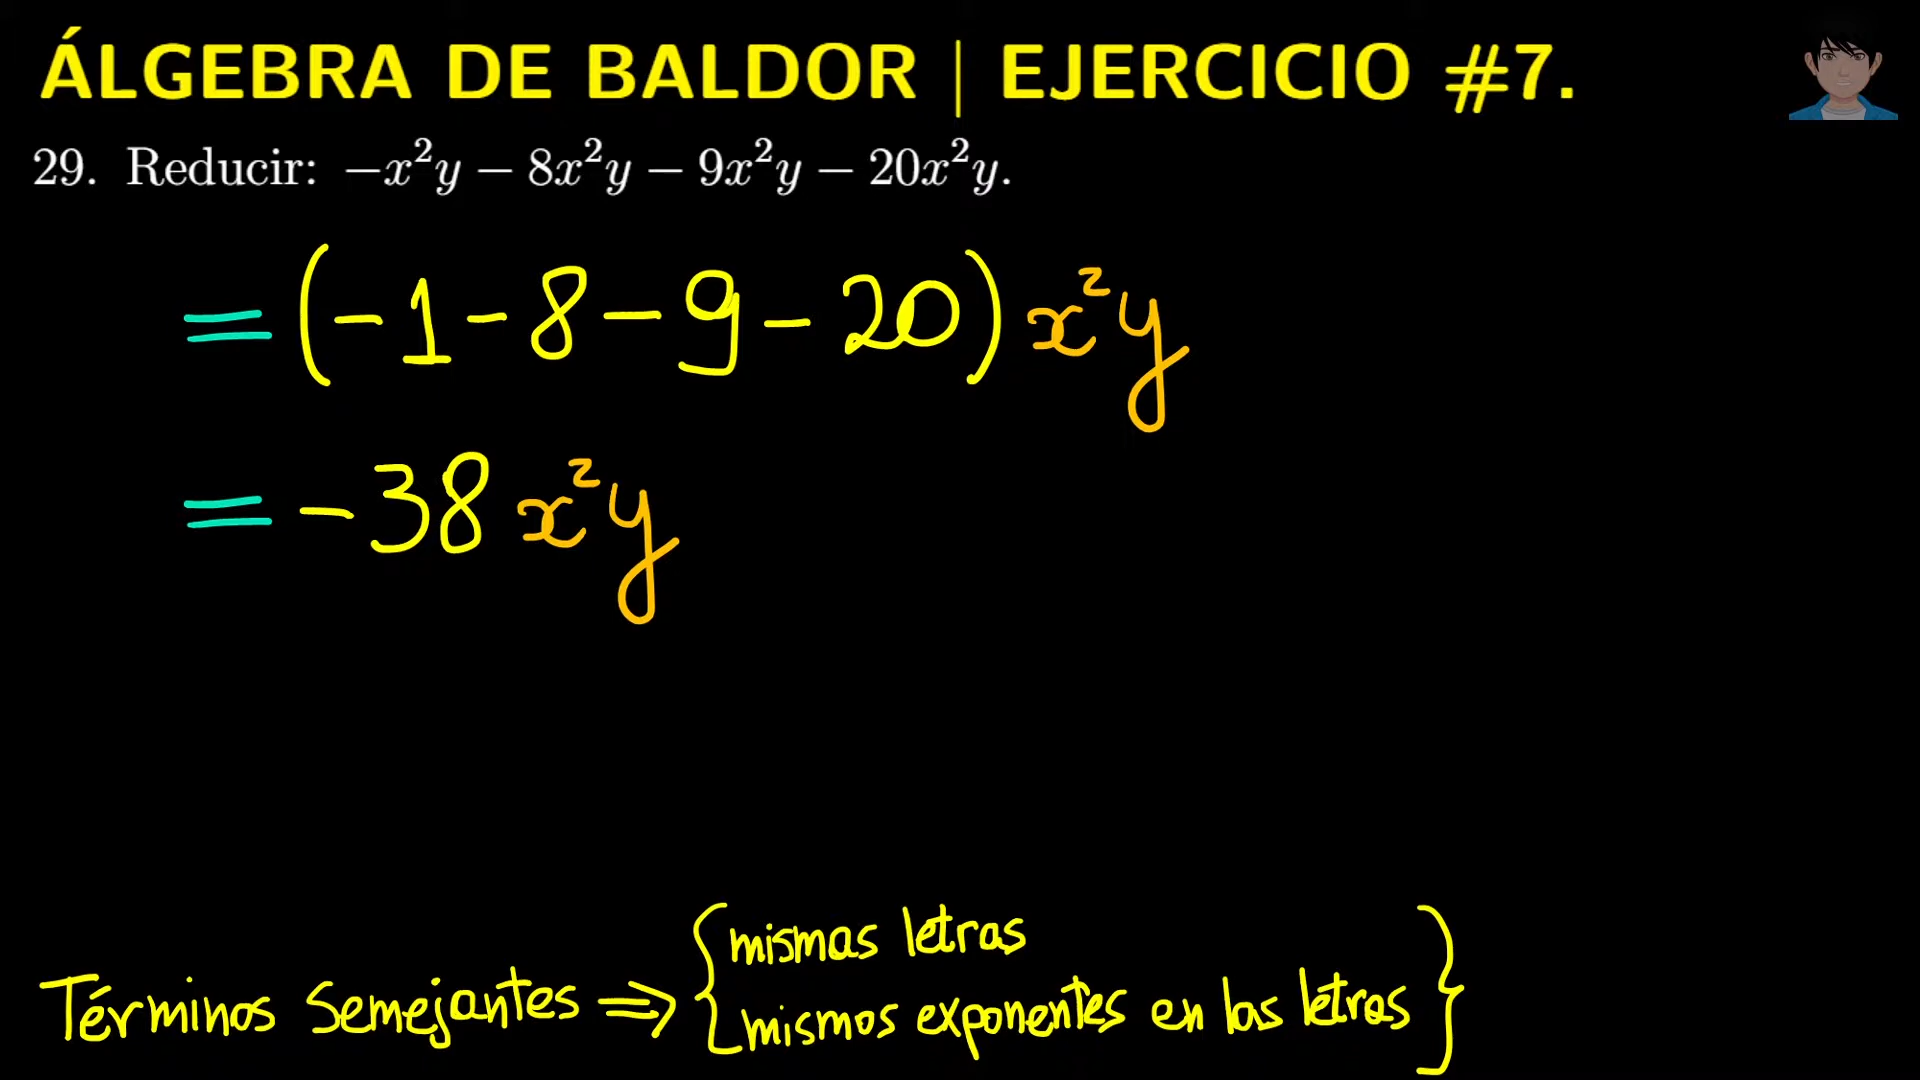 ÁLGEBRA DE BALDOR | EJERCICIO #7.
29. Reducir: −x²y − 8x²y − 9x²y − 20x²y.
= (−1−8−9−20) x²y
= −38 x²y
Términos semejantes ⇒ { mismas letras
mismos exponentes en las letras }